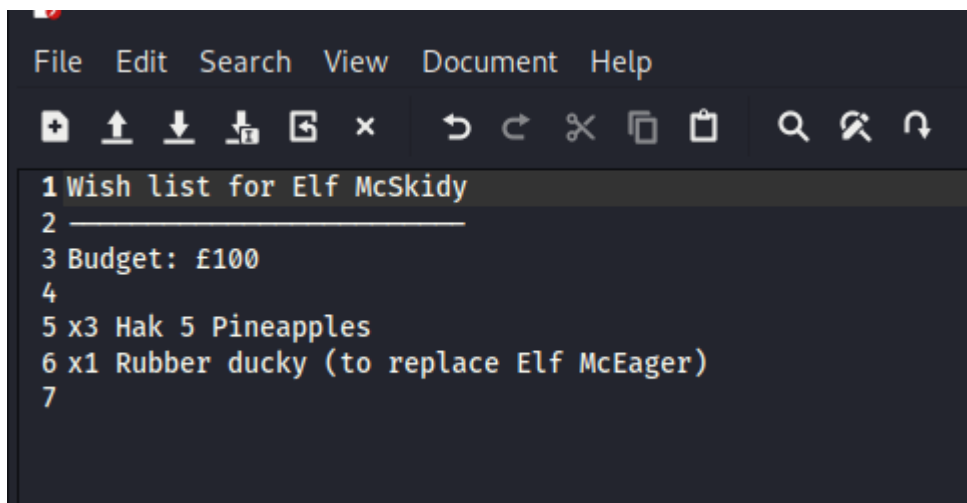 File Edit Search View Document Help
1 Wish list for Elf McSkidy
2 -------------------------
3 Budget: £100
4
5 x3 Hak 5 Pineapples
6 x1 Rubber ducky (to replace Elf McEager)
7